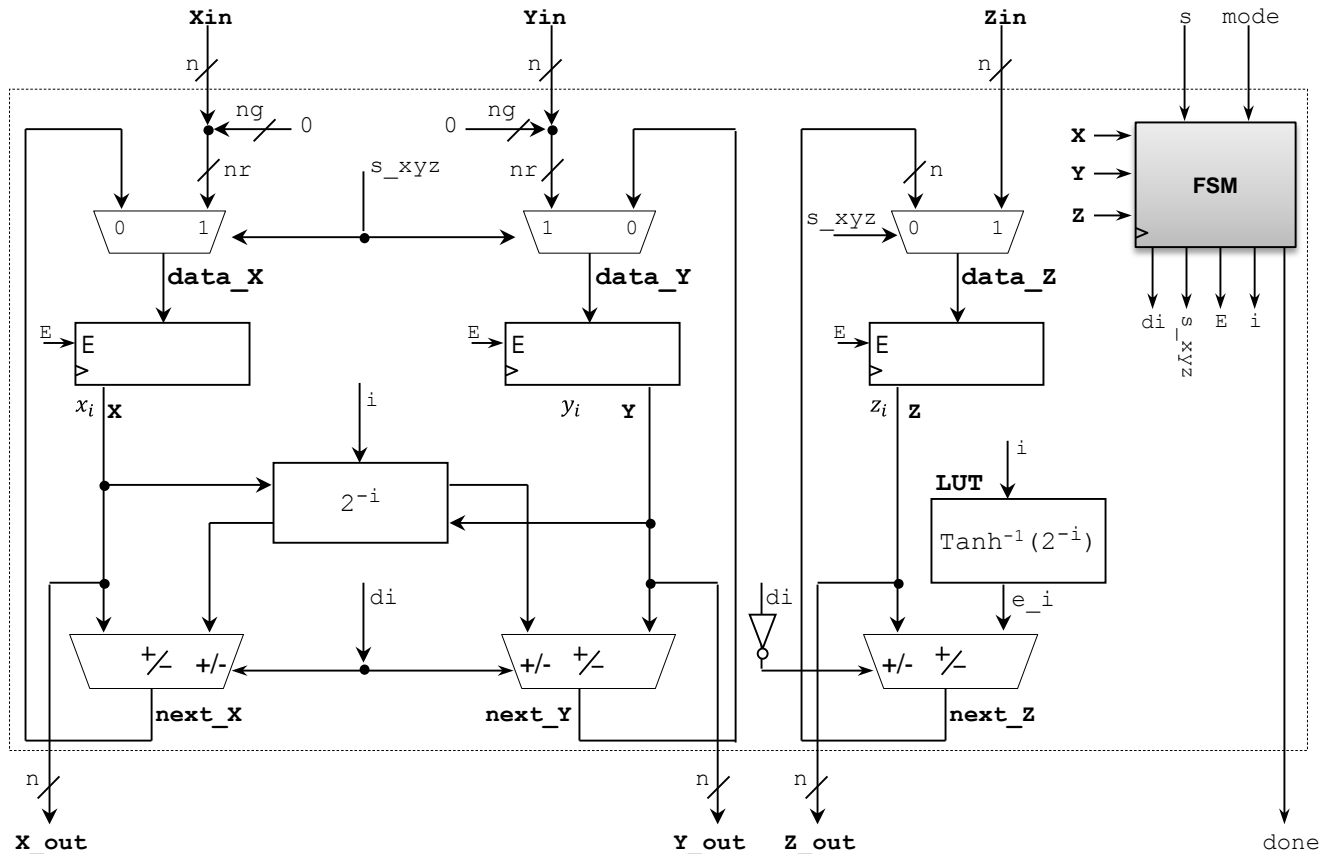 Xin Yin Zin s mode
n n n
ng 0 0 ng
X
nr s_xyz nr n Y FSM
Z
0 1 1 0 s_xyz 0 1
data_X data_Y data_Z
di s_xyz E i
E E E E E E
x_i X i y_i Y z_i Z
i
LUT
2^{-i}
Tanh^{-1}(2^{-i})
di di e_i
+/- +/- +/- +/- +/- +/-
next_X next_Y next_Z
n n n
X_out Y_out Z_out done